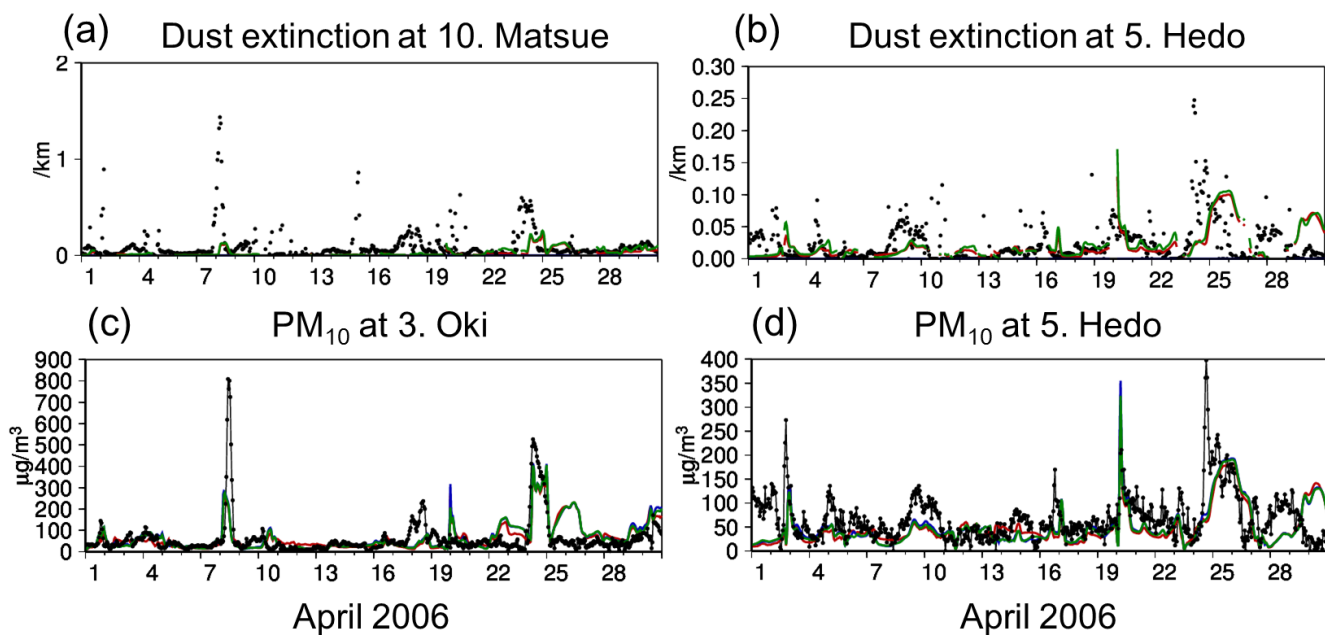 (a) Dust extinction at 10. Matsue
2
1
0
/km
1 4 7 10 13 16 19 22 25 28
(b) Dust extinction at 5. Hedo
0.30
0.25
0.20
0.15
0.10
0.05
0.00
/km
1 4 7 10 13 16 19 22 25 28
(c) PM10 at 3. Oki
900
800
700
600
500
400
300
200
100
0
μg/m3
1 4 7 10 13 16 19 22 25 28
April 2006
(d) PM10 at 5. Hedo
400
350
300
250
200
150
100
50
0
μg/m3
1 4 7 10 13 16 19 22 25 28
April 2006